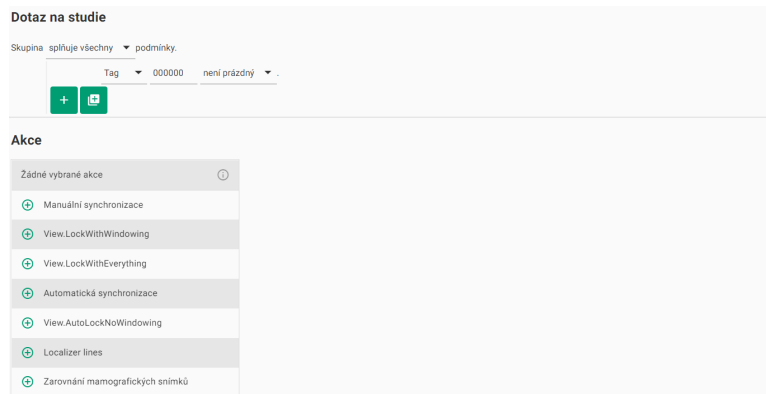 Dotaz na studie
Skupina splňuje všechny podmínky.
Tag 000000 není prázdný .
Akce
Žádné vybrané akce
Manuální synchronizace
View.LockWithWindowing
View.LockWithEverything
Automatická synchronizace
View.AutoLockNoWindowing
Localizer lines
Zarovnání mamografických snímků